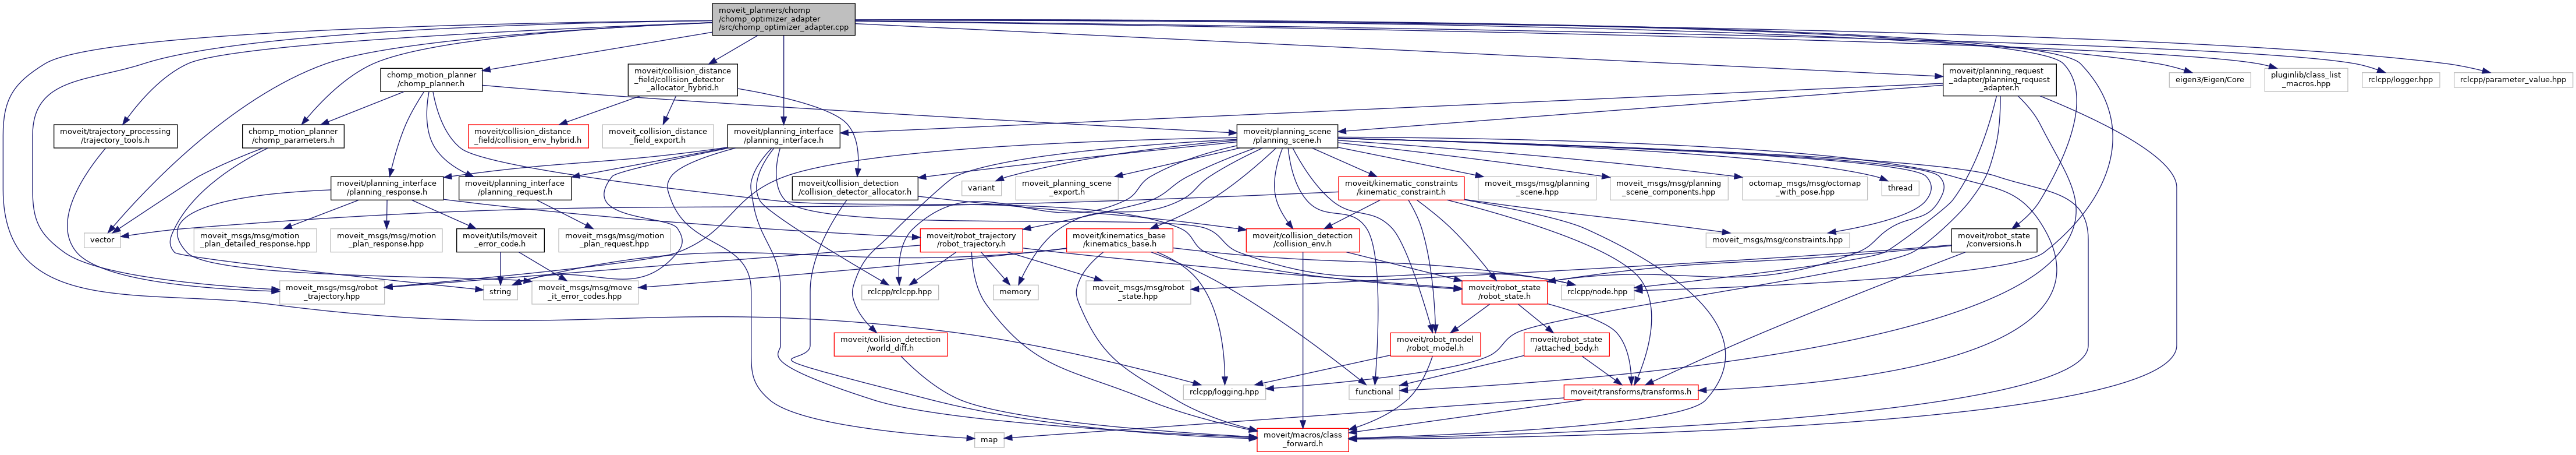 moveit_planners/chomp
/chomp_optimizer_adapter
/src/chomp_optimizer_adapter.cpp
chomp_motion_planner
/chomp_planner.h
moveit/collision_distance
_field/collision_detector
_allocator_hybrid.h
moveit/planning_request
_adapter/planning_request
_adapter.h
eigen3/Eigen/Core
pluginlib/class_list
_macros.hpp
rclcpp/logger.hpp
rclcpp/parameter_value.hpp
moveit/trajectory_processing
/trajectory_tools.h
chomp_motion_planner
/chomp_parameters.h
moveit/collision_distance
_field/collision_env_hybrid.h
moveit_collision_distance
_field_export.h
moveit/planning_interface
/planning_interface.h
moveit/planning_scene
/planning_scene.h
moveit/planning_interface
/planning_response.h
moveit/planning_interface
/planning_request.h
moveit/collision_detection
/collision_detector_allocator.h
variant
moveit_planning_scene
_export.h
moveit/kinematic_constraints
/kinematic_constraint.h
moveit_msgs/msg/planning
_scene.hpp
moveit_msgs/msg/planning
_scene_components.hpp
octomap_msgs/msg/octomap
_with_pose.hpp
thread
vector
moveit_msgs/msg/motion
_plan_detailed_response.hpp
moveit_msgs/msg/motion
_plan_response.hpp
moveit/utils/moveit
_error_code.h
moveit_msgs/msg/motion
_plan_request.hpp
moveit/robot_trajectory
/robot_trajectory.h
moveit/kinematics_base
/kinematics_base.h
moveit/collision_detection
/collision_env.h
moveit_msgs/msg/constraints.hpp
moveit/robot_state
/conversions.h
moveit_msgs/msg/robot
_trajectory.hpp
string
moveit_msgs/msg/move
_it_error_codes.hpp
rclcpp/rclcpp.hpp
memory
moveit_msgs/msg/robot
_state.hpp
moveit/robot_state
/robot_state.h
rclcpp/node.hpp
moveit/collision_detection
/world_diff.h
moveit/robot_model
/robot_model.h
moveit/robot_state
/attached_body.h
rclcpp/logging.hpp
functional
moveit/transforms/transforms.h
map
moveit/macros/class
_forward.h